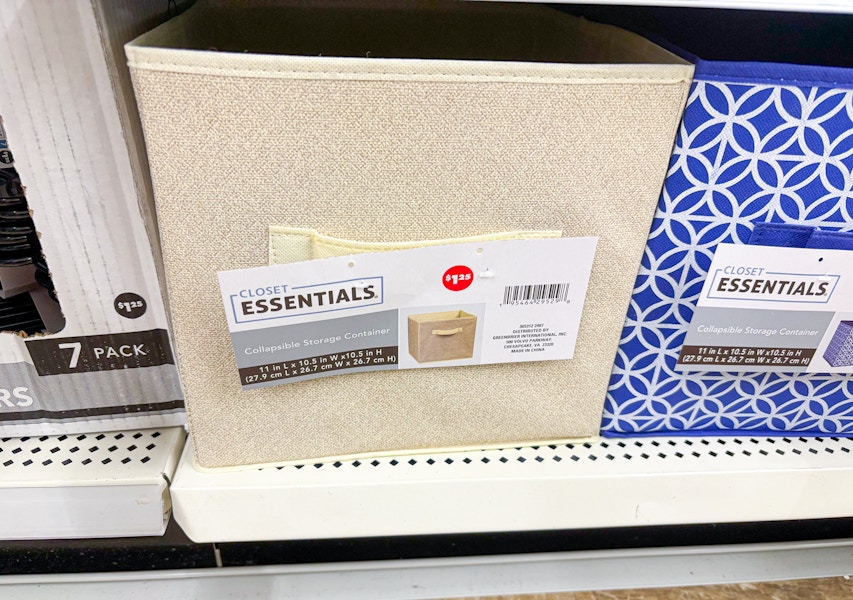 $1.25
7 PACK
RS
CLOSET
ESSENTIALS®
Collapsible Storage Container
11 in L x 10.5 in W x10.5 in H
(27.9 cm L x 26.7 cm W x 26.7 cm H)
$1.25
DISTRIBUTED BY
GREENBRIER INTERNATIONAL, INC.
500 VOLVO PARKWAY,
CHESAPEAKE, VA 23320
MADE IN CHINA
CLOSET
ESSENTIALS®
Collapsible Storage Container
11 in L x 10.5 in W x10.5 in H
(27.9 cm L x 26.7 cm W x 26.7 cm H)